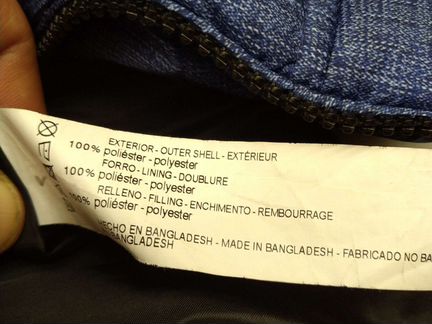 EXTERIOR - OUTER SHELL - EXTÉRIEUR
100% poliéster - polyester
FORRO - LINING - DOUBLURE
100% poliéster - polyester
RELLENO - FILLING - ENCHIMENTO - REMBOURRAGE
100% poliéster - polyester
HECHO EN BANGLADESH - MADE IN BANGLADESH - FABRICADO NO
BANGLADESH